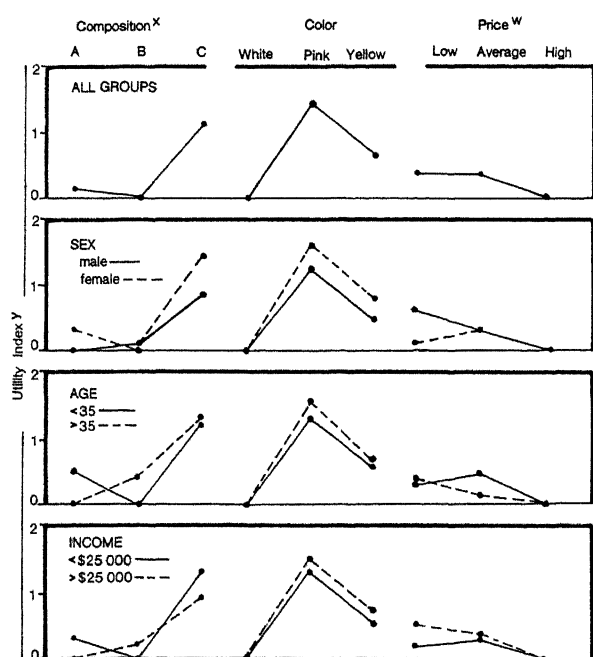 Composition X Color Price W
A B C White Pink Yellow Low Average High
2
ALL GROUPS
1
0
2
SEX
male
female
1
0
2
AGE
<35
>35
1
0
2
INCOME
<$25 000
>$25 000
1
0
Utility Index Y